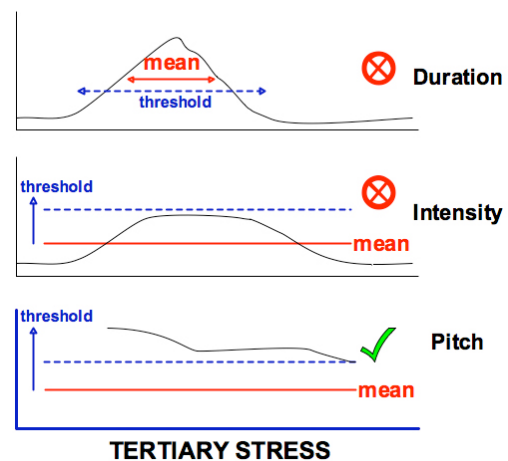 mean
threshold
Duration
threshold
Intensity
mean
threshold
Pitch
mean
TERTIARY STRESS